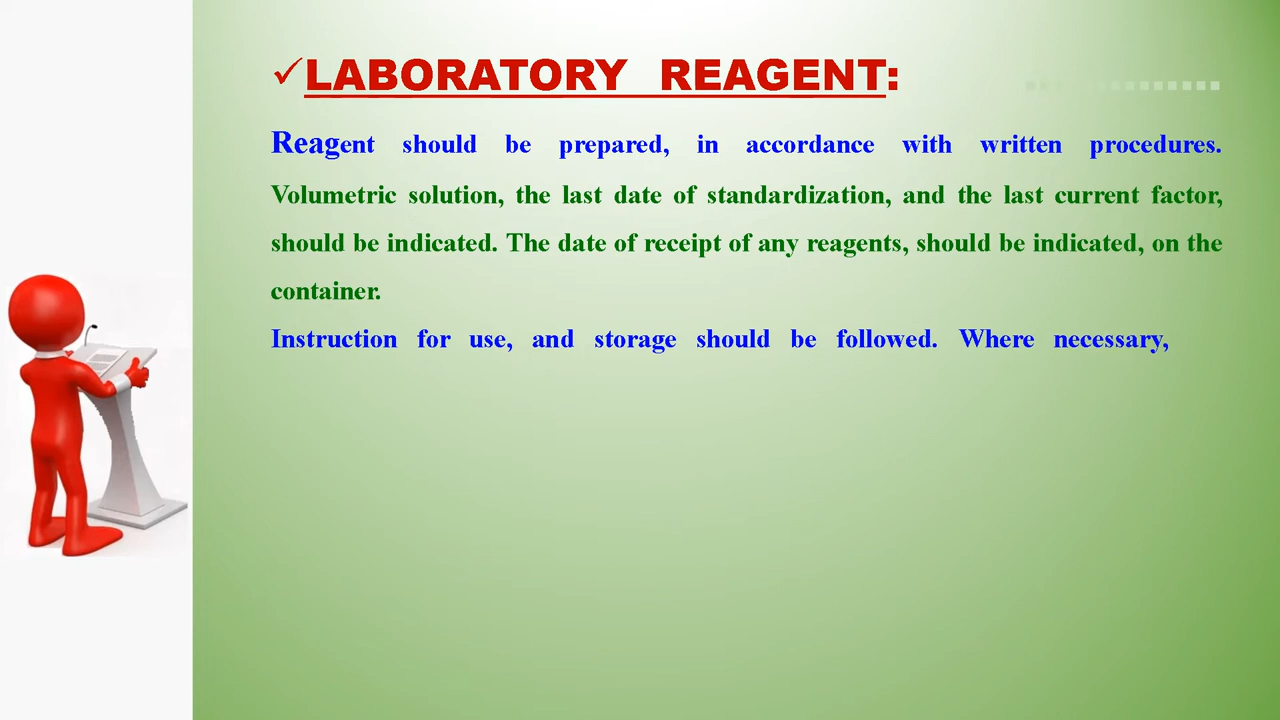 ✓LABORATORY REAGENT:
Reagent should be prepared, in accordance with written procedures.
Volumetric solution, the last date of standardization, and the last current factor,
should be indicated. The date of receipt of any reagents, should be indicated, on the
container.
Instruction for use, and storage should be followed. Where necessary,